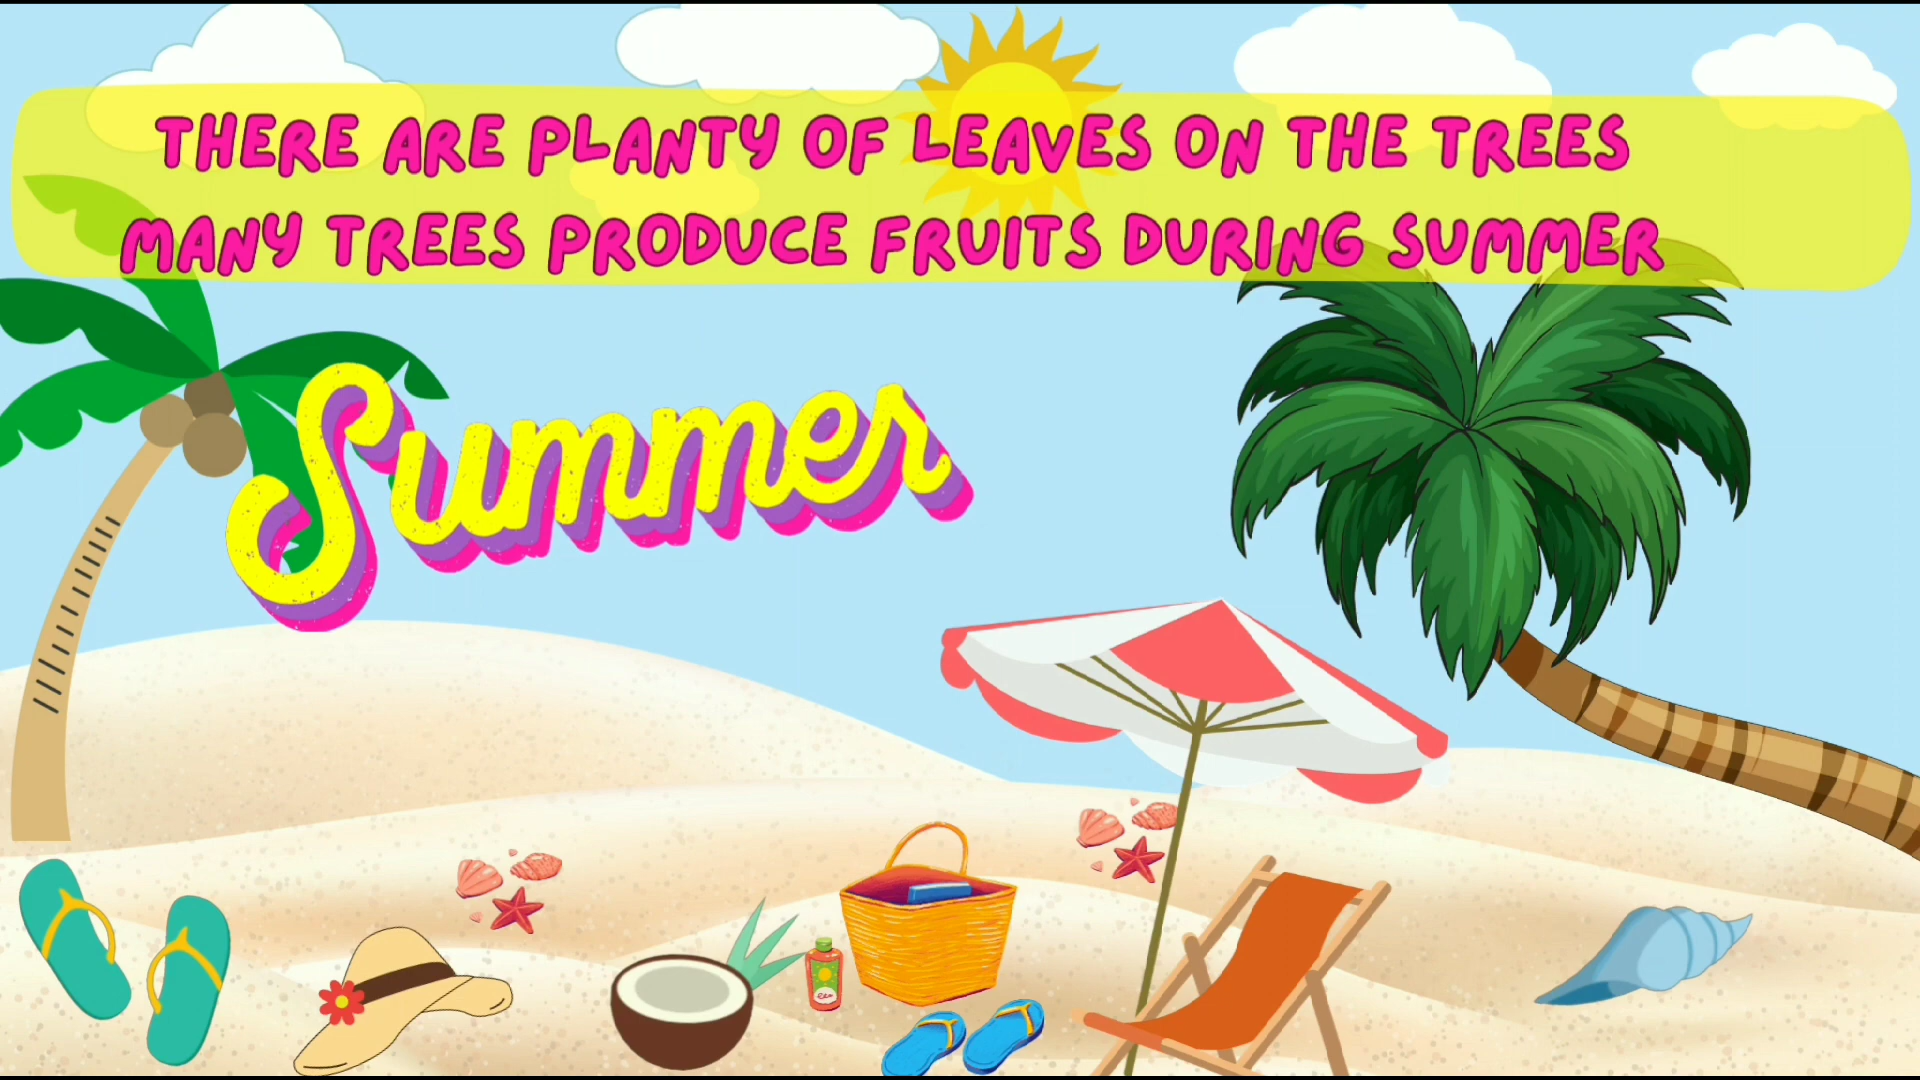 THERE ARE PLANTY OF LEAVES ON THE TREES
MANY TREES PRODUCE FRUITS DURING SUMMER
Summer